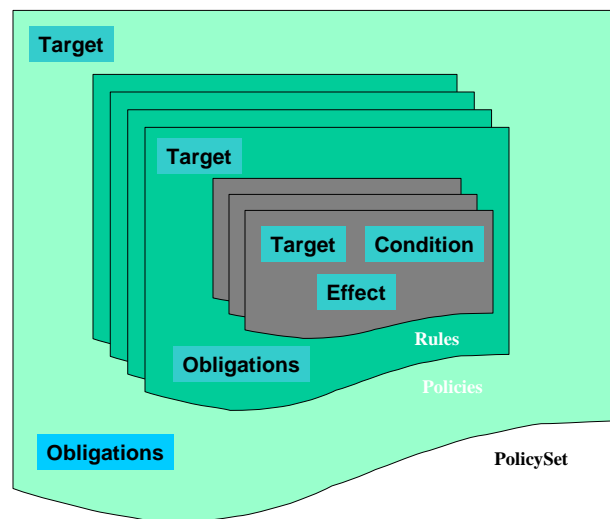 Target
Target
Target Condition
Effect
Rules
Obligations
Policies
Obligations
PolicySet